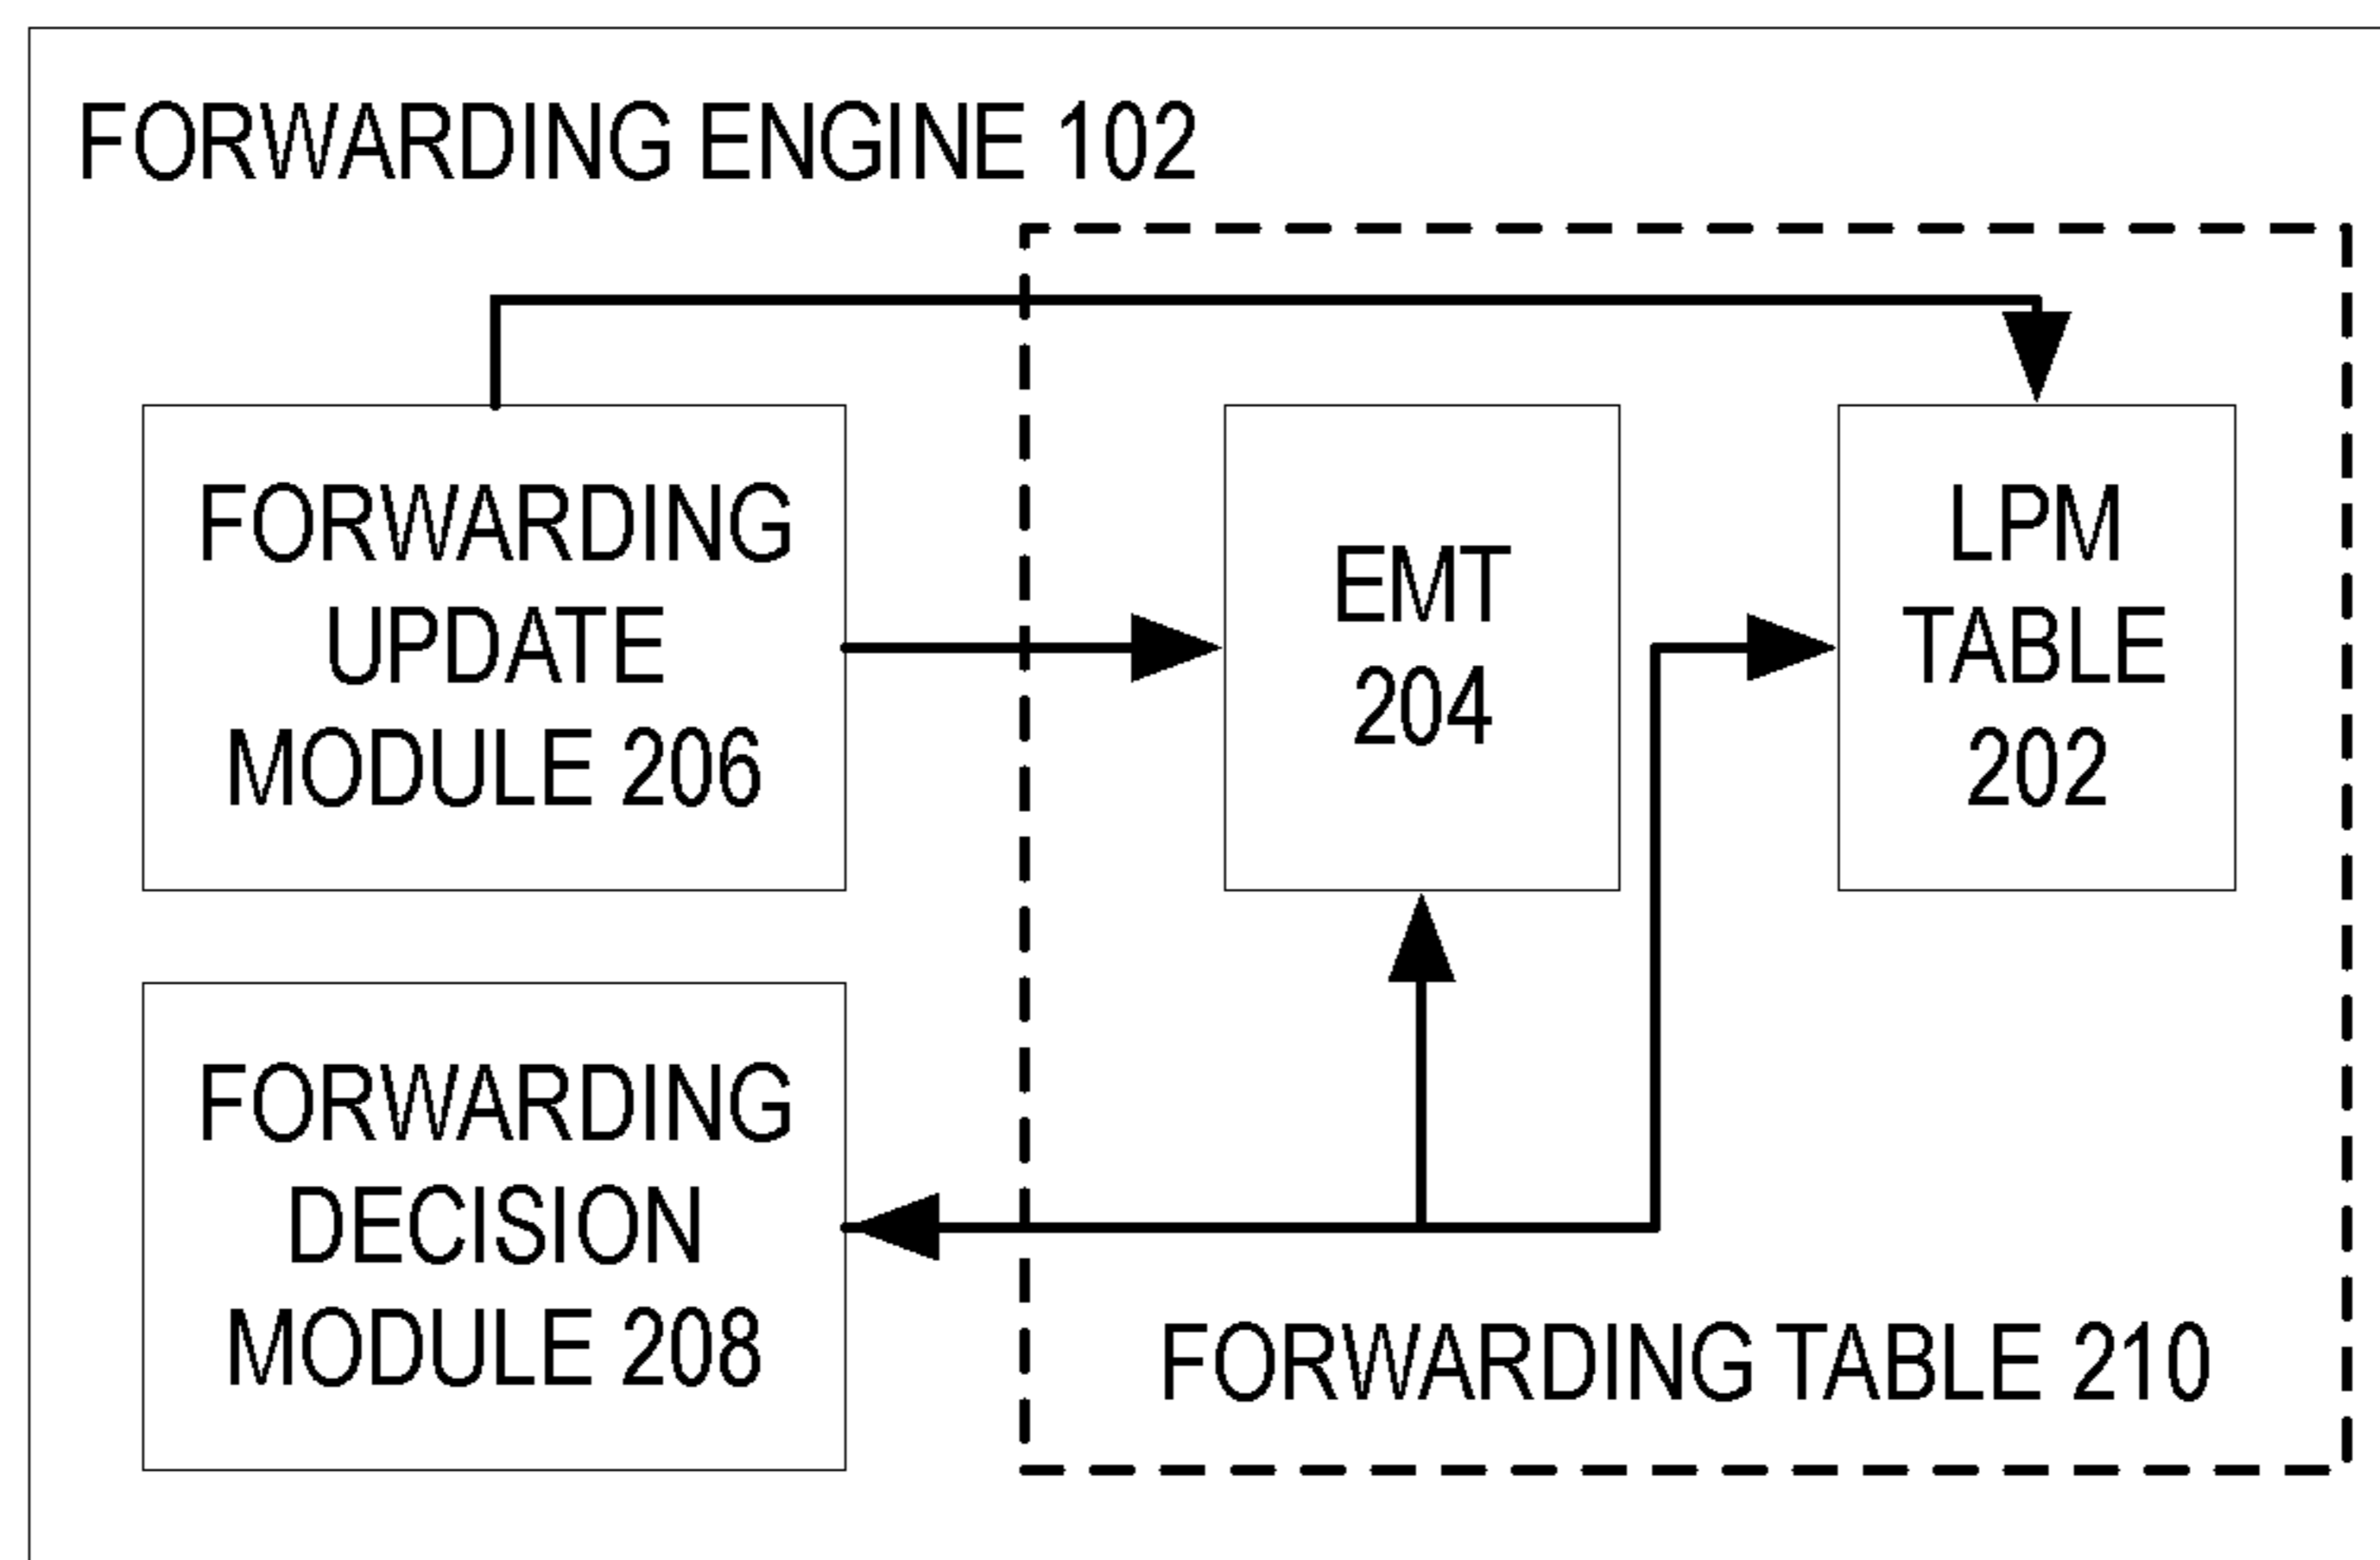 FORWARDING ENGINE 102
FORWARDING
UPDATE
MODULE 206
EMT
204
LPM
TABLE
202
FORWARDING
DECISION
MODULE 208
FORWARDING TABLE 210